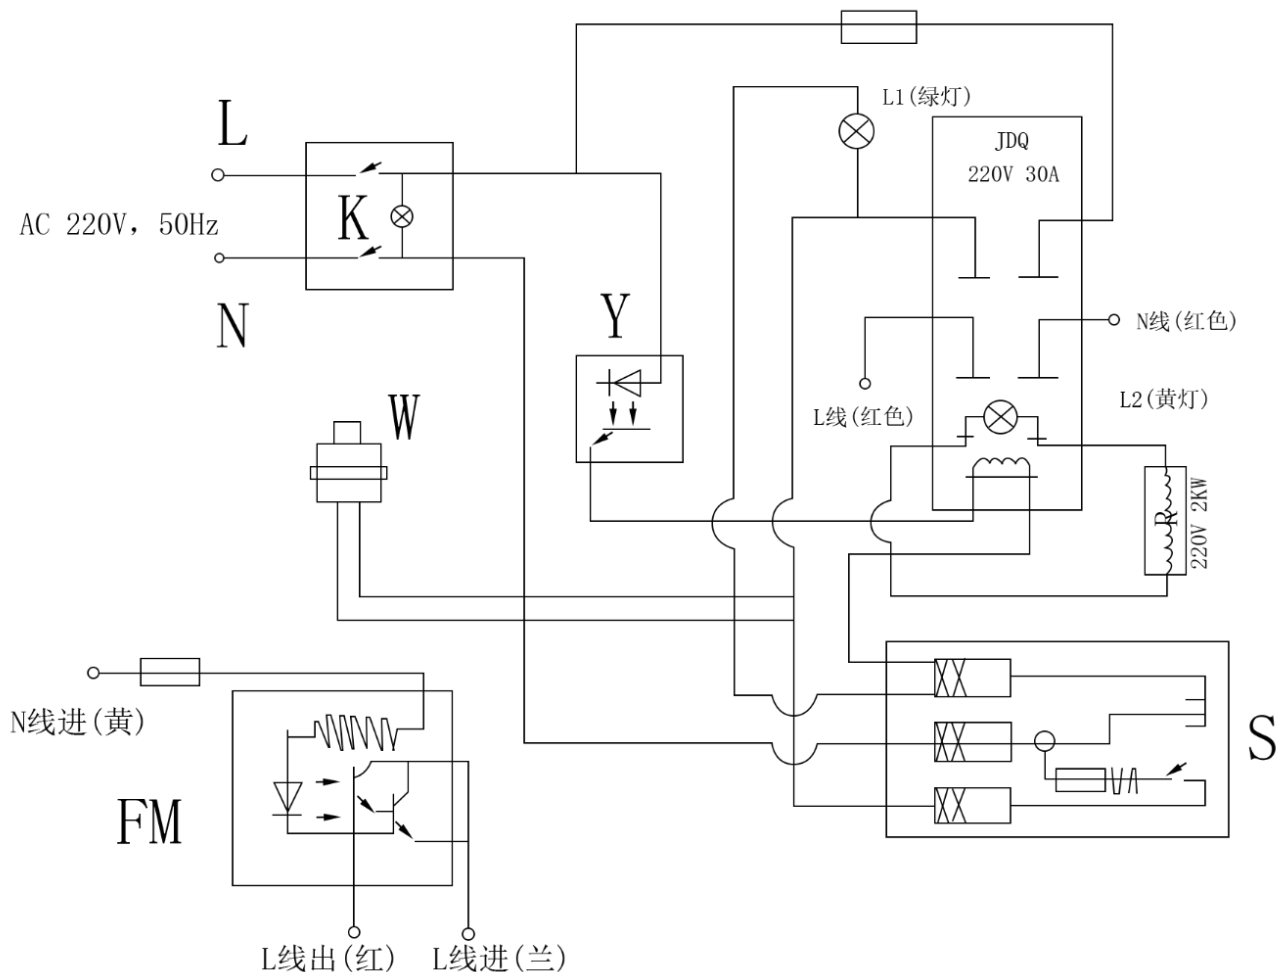 L1(绿灯)
L
JDQ
220V 30A
K
AC 220V，50Hz
N
Y
N线(红色)
L2(黄灯)
L线(红色)
W
R
220V 2KW
N线进(黄)
S
FM
L线出(红)
L线进(兰)